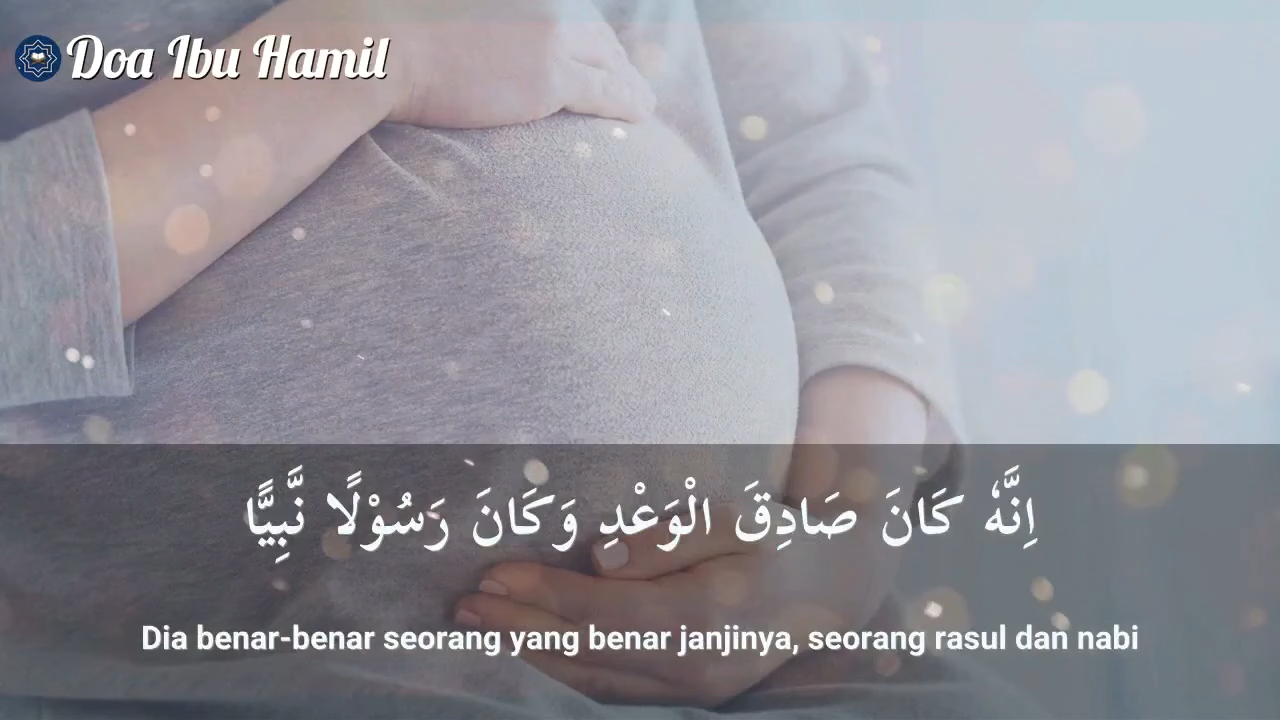 Doa Ibu Hamil
اِنَّهٗ كَانَ صَادِقَ الْوَعْدِ وَكَانَ رَسُوْلًا نَّبِيًّا
Dia benar-benar seorang yang benar janjinya, seorang rasul dan nabi